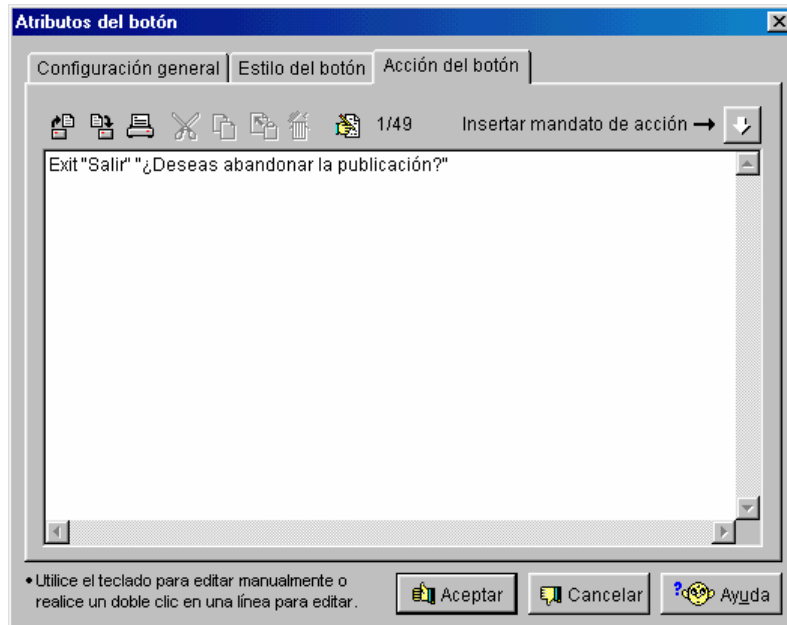 Atributos del botón
Configuración general Estilo del botón Acción del botón
1/49 Insertar mandato de acción →
Exit "Salir" "¿Deseas abandonar la publicación?"
• Utilice el teclado para editar manualmente o
realice un doble clic en una línea para editar.
Aceptar Cancelar Ayuda